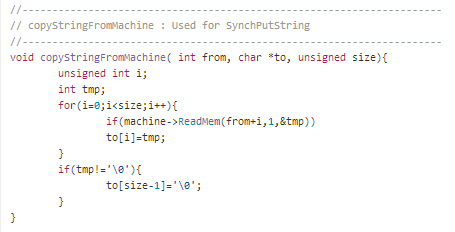 //----------------------------------------------------------------------
// copyStringFromMachine : Used for SynchPutString
//----------------------------------------------------------------------
void copyStringFromMachine( int from, char *to, unsigned size){
        unsigned int i;
        int tmp;
        for(i=0;i<size;i++){
                if(machine->ReadMem(from+i,1,&tmp))
                to[i]=tmp;
        }
        if(tmp!='\0'){
                to[size-1]='\0';
        }
}